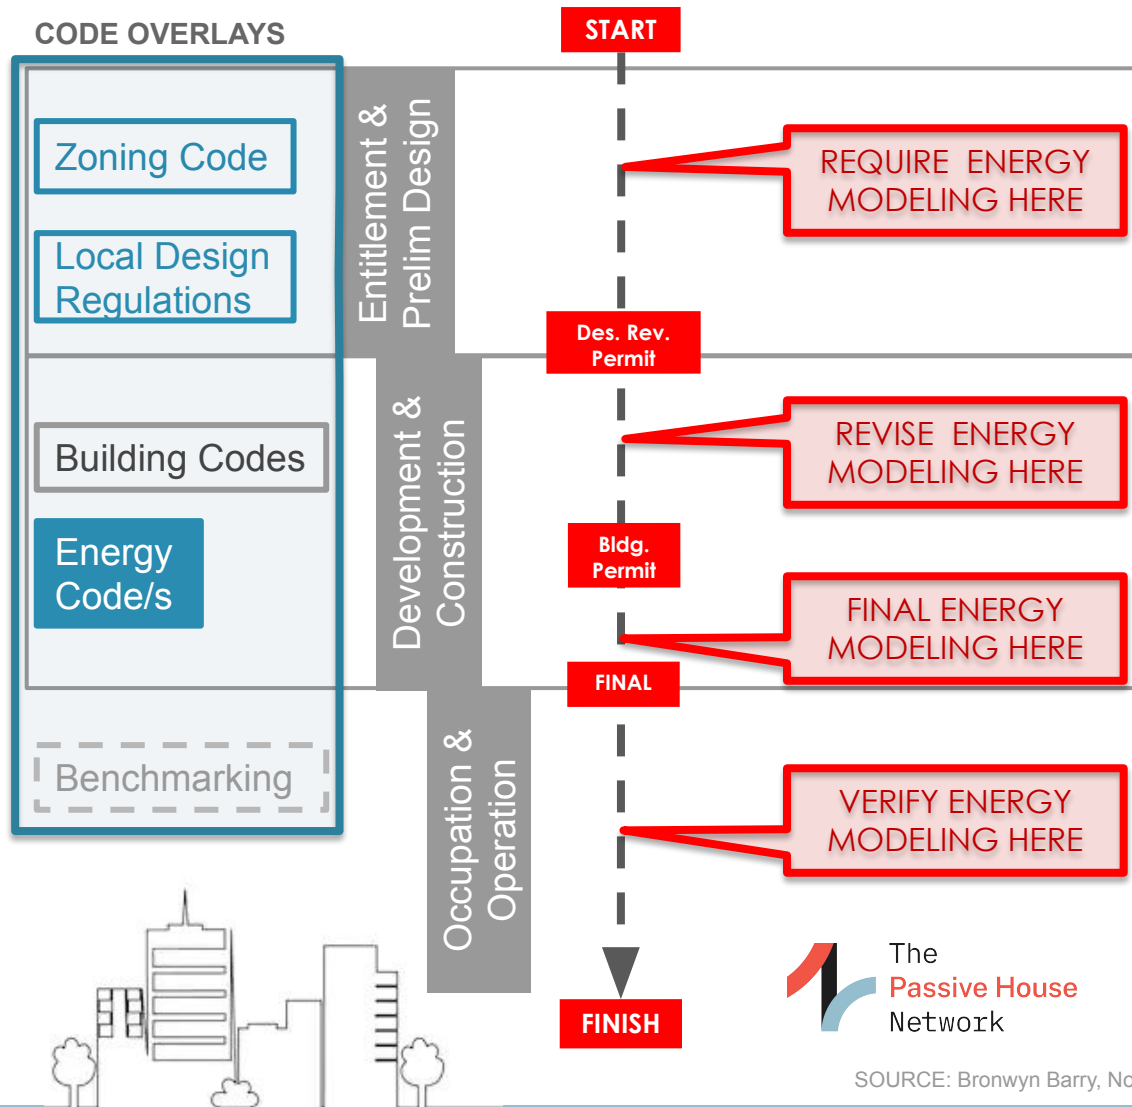 CODE OVERLAYS
START
Zoning Code
Local Design
Regulations
Entitlement &
Prelim Design
REQUIRE ENERGY
MODELING HERE
Des. Rev.
Permit
Building Codes
Energy
Code/s
Development &
Construction
REVISE ENERGY
MODELING HERE
Bldg.
Permit
FINAL ENERGY
MODELING HERE
FINAL
Benchmarking
Occupation &
Operation
VERIFY ENERGY
MODELING HERE
FINISH
The
Passive House
Network
SOURCE: Bronwyn Barry, No